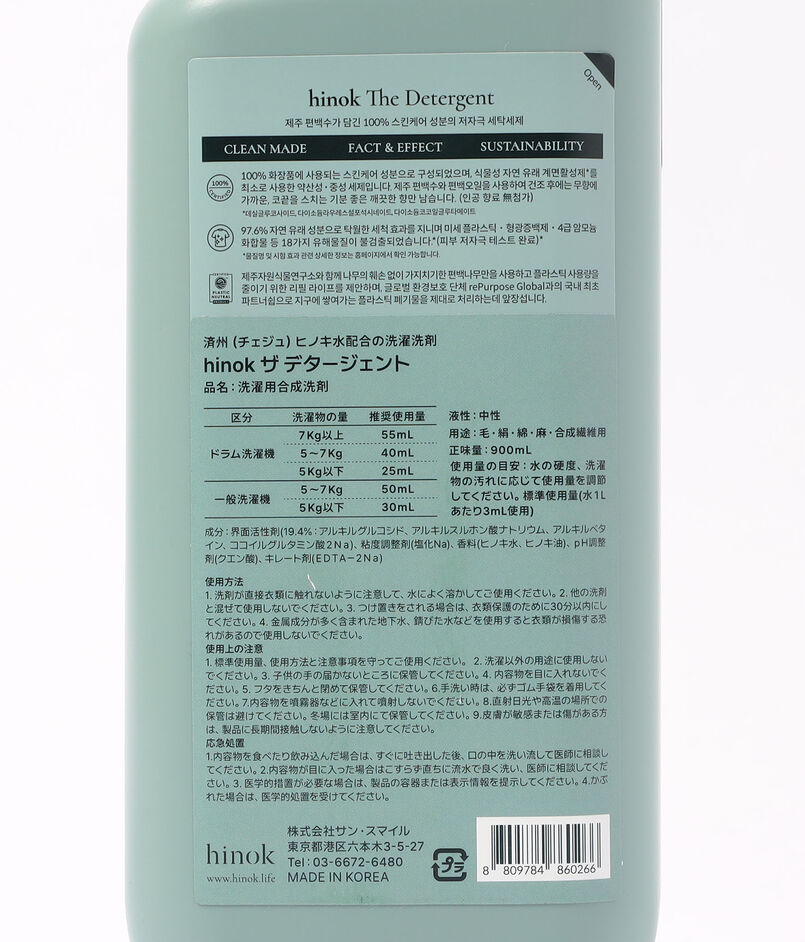 Open
hinok The Detergent
제주 편백수가 담긴 100% 스킨케어 성분의 저자극 세탁세제
CLEAN MADE FACT & EFFECT SUSTAINABILITY
100%
CERTIFIED
100% 화장품에 사용되는 스킨케어 성분으로 구성되었으며, 식물성 자연 유래 계면활성제*를
최소로 사용한 약산성·중성 세제입니다. 제주 편백수와 편백오일을 사용하여 건조 후에는 무향에
가까운, 코끝을 스치는 기분 좋은 깨끗한 향만 남습니다. (인공 향료 無첨가)
*데실글루코사이드, 다이소듐라우레스설포석시네이트, 다이소듐코코일글루타메이트
97.6% 자연 유래 성분으로 탁월한 세척 효과를 지니며 미세 플라스틱·형광증백제·4급 암모늄
화합물 등 18가지 유해물질이 불검출되었습니다.*(피부 저자극 테스트 완료)*
*물질명 및 시험 효과 관련 상세한 정보는 홈페이지에서 확인 가능합니다.
PLASTIC
NEUTRAL
제주자원식물연구소와 함께 나무의 훼손 없이 가지치기한 편백나무만을 사용하고 플라스틱 사용량을
줄이기 위한 리필 라이프를 제안하며, 글로벌 환경보호 단체 rePurpose Global과의 국내 최초
파트너쉽으로 지구에 쌓여가는 플라스틱 폐기물을 제대로 처리하는데 앞장섭니다.
済州 (チェジュ) ヒノキ水配合の洗濯洗剤
hinok ザ デタージェント
品名：洗濯用合成洗剤
区分 洗濯物の量 推奨使用量
ドラム洗濯機 7Kg以上 55mL
5～7Kg 40mL
5Kg以下 25mL
一般洗濯機 5～7Kg 50mL
5Kg以下 30mL
液性：中性
用途：毛・絹・綿・麻・合成繊維用
正味量：900mL
使用量の目安：水の硬度、洗濯
物の汚れに応じて使用量を調節
してください。標準使用量(水1L
あたり3mL使用)
成分：界面活性剤(19.4%：アルキルグルコシド、アルキルスルホン酸ナトリウム、アルキルベタ
イン、ココイルグルタミン酸2Na)、粘度調整剤(塩化Na)、香料(ヒノキ水、ヒノキ油)、pH調整
剤(クエン酸)、キレート剤(EDTA-2Na)
使用方法
1. 洗剤が直接衣類に触れないように注意して、水によく溶かしてご使用ください。2. 他の洗剤
と混ぜて使用しないでください。3. つけ置きをされる場合は、衣類保護のために30分以内にし
てください。4. 金属成分が多く含まれた地下水、錆びた水などを使用すると衣類が損傷する恐
れがあるので使用しないでください。
使用上の注意
1. 標準使用量、使用方法と注意事項を守ってご使用ください。 2. 洗濯以外の用途に使用しない
でください。3. 子供の手の届かないところに保管してください。4. 内容物を目に入れないでくだ
さい。5. フタをきちんと閉めて保管してください。6.手洗い時は、必ずゴム手袋を着用してく
ださい。7.内容物を噴霧器などに入れて噴射しないでください。8.直射日光や高温の場所での
保管は避けてください。冬場には室内にて保管してください。9.皮膚が敏感または傷がある方
は、製品に長期間接触しないように注意してください。
応急処置
1.内容物を食べたり飲み込んだ場合は、すぐに吐き出した後、口の中を洗い流して医師に相談し
てください。2.内容物が目に入った場合はこすらず直ちに流水で良く洗い、医師に相談してくだ
さい。3. 医学的措置が必要な場合は、製品の容器または表示情報を提示してください。4.かぶ
れた場合は、医学的処置を受けてください。
hinok
www.hinok.life
株式会社サン・スマイル
東京都港区六本木3-5-27
Tel：03-6672-6480
MADE IN KOREA
プラ
8 809784 860266